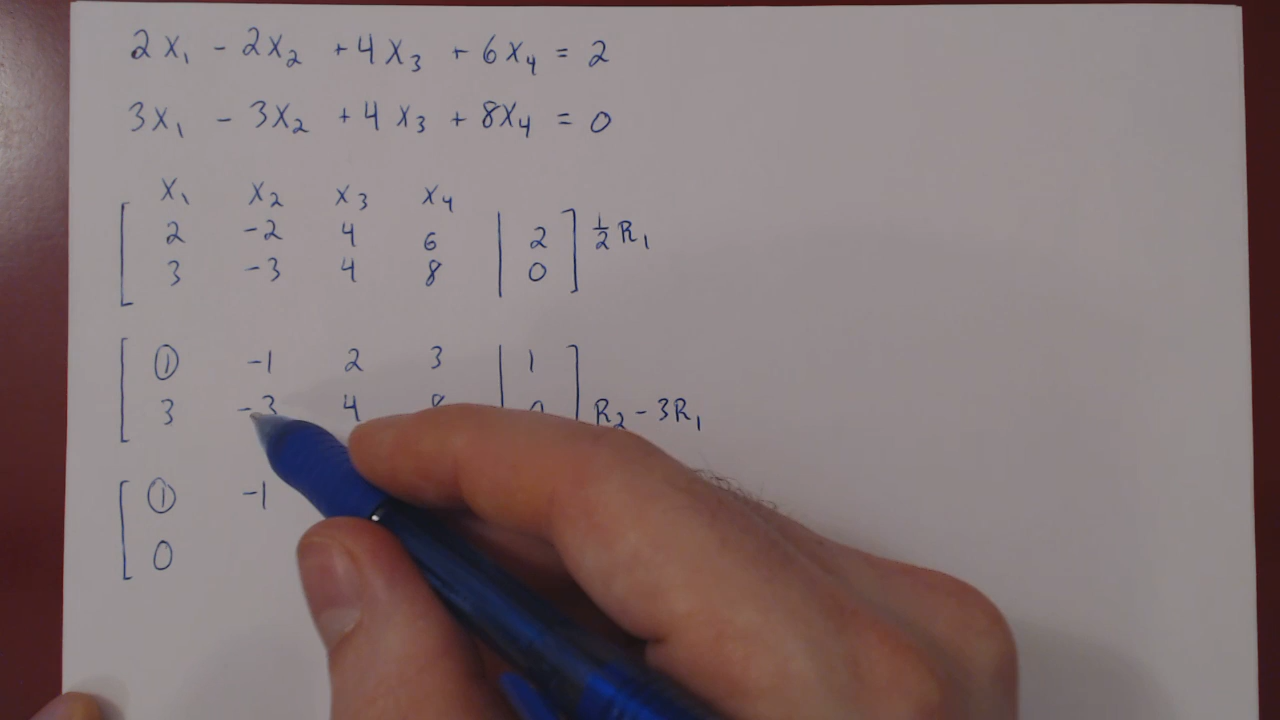 2x₁ - 2x₂ + 4x₃ + 6x₄ = 2
3x₁ - 3x₂ + 4x₃ + 8x₄ = 0
x₁ x₂ x₃ x₄
[ 2 -2 4 6 | 2 ] ½R₁
3 -3 4 8 | 0
[ ① -1 2 3 | 1 ]
3 -3 4 R₂ - 3R₁
[ ① -1
0